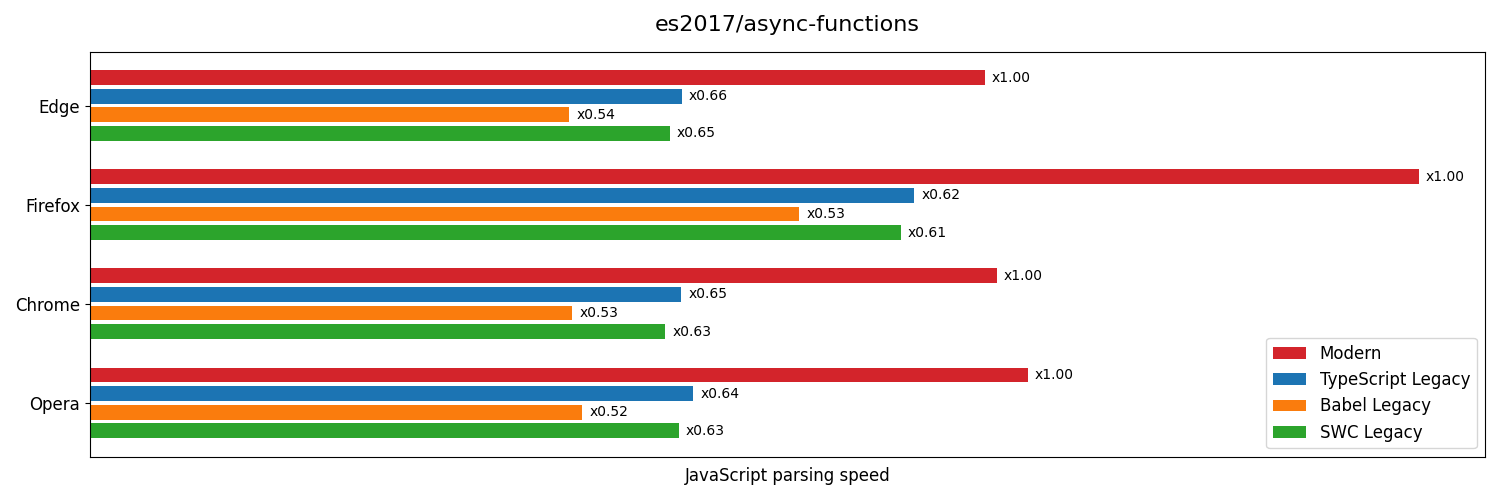 es2017/async-functions
Edge
x1.00
x0.66
x0.54
x0.65
Firefox
x1.00
x0.62
x0.53
x0.61
Chrome
x1.00
x0.65
x0.53
x0.63
Opera
x1.00
x0.64
x0.52
x0.63
Modern
TypeScript Legacy
Babel Legacy
SWC Legacy
JavaScript parsing speed